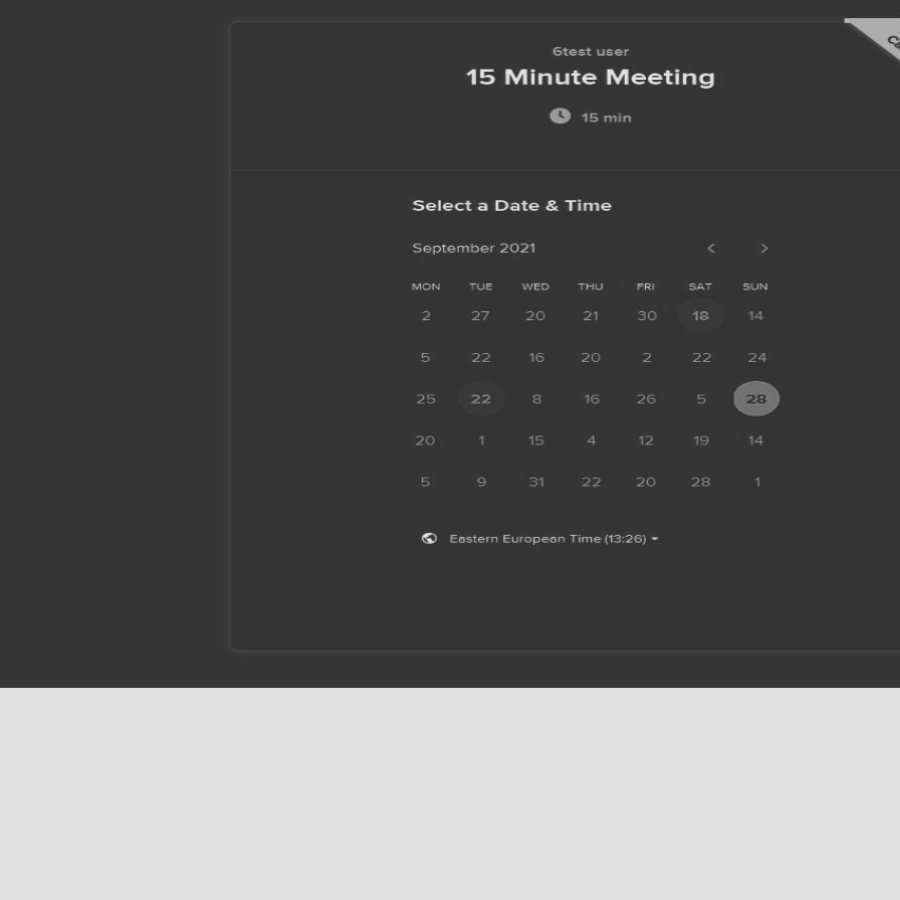 6test user
15 Minute Meeting
15 min
Select a Date & Time
September 2021
MON TUE WED THU FRI SAT SUN
2 27 20 21 30 18 14
5 22 16 20 2 22 24
25 22 8 16 26 5 28
20 1 15 4 12 19 14
5 9 31 22 20 28 1
Eastern European Time (13:26)